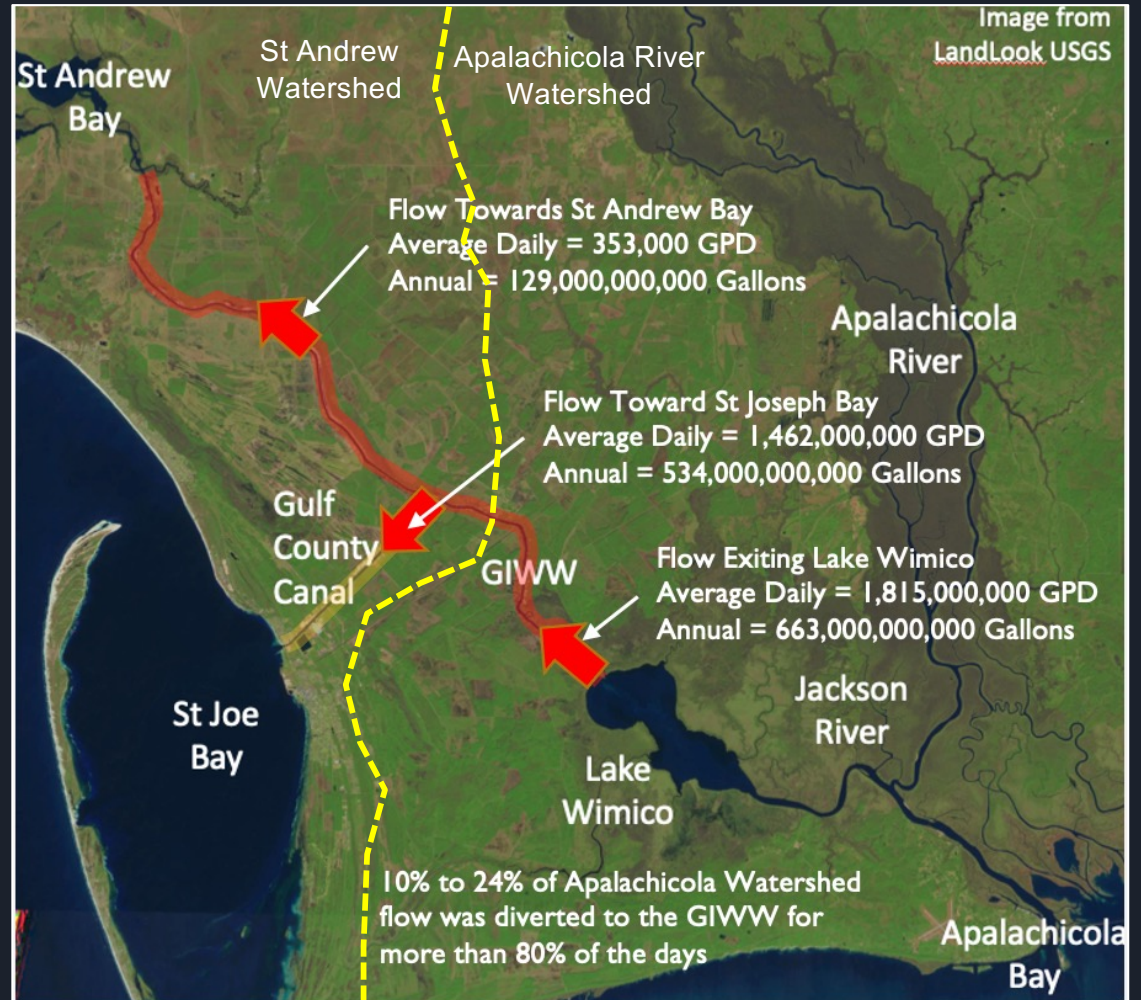 Image from
LandLook USGS
St Andrew
Watershed
Apalachicola River
Watershed
St Andrew
Bay
Flow Towards St Andrew Bay
Average Daily = 353,000 GPD
Annual = 129,000,000,000 Gallons
Apalachicola
River
Flow Toward St Joseph Bay
Average Daily = 1,462,000,000 GPD
Annual = 534,000,000,000 Gallons
Gulf
County
Canal
GIWW
Flow Exiting Lake Wimico
Average Daily = 1,815,000,000 GPD
Annual = 663,000,000,000 Gallons
St Joe
Bay
Jackson
River
Lake
Wimico
10% to 24% of Apalachicola Watershed
flow was diverted to the GIWW for
more than 80% of the days
Apalachicola
Bay